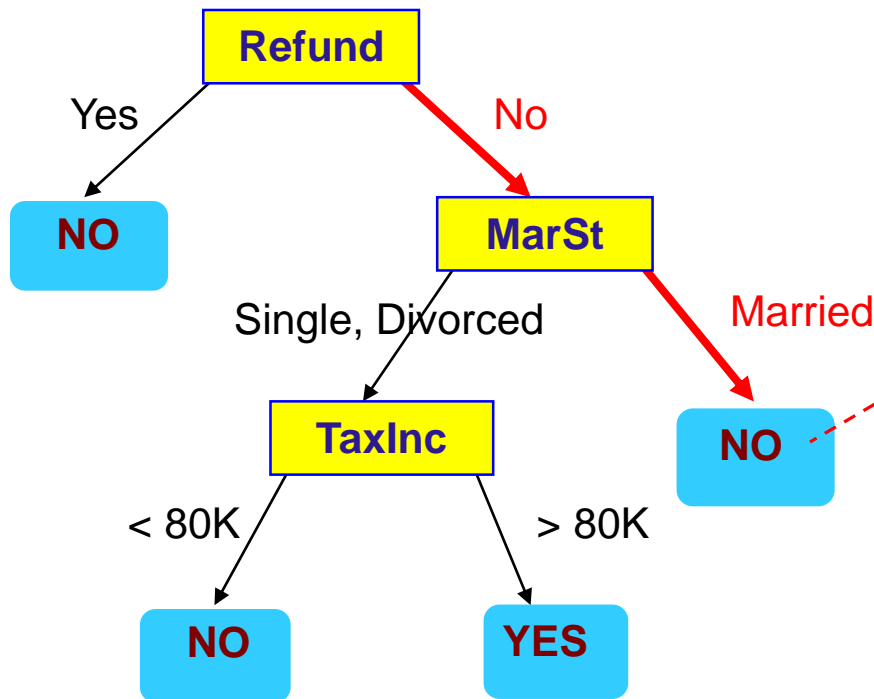 Refund
Yes
No
NO
MarSt
Single, Divorced
Married
TaxInc
NO
< 80K
> 80K
NO
YES